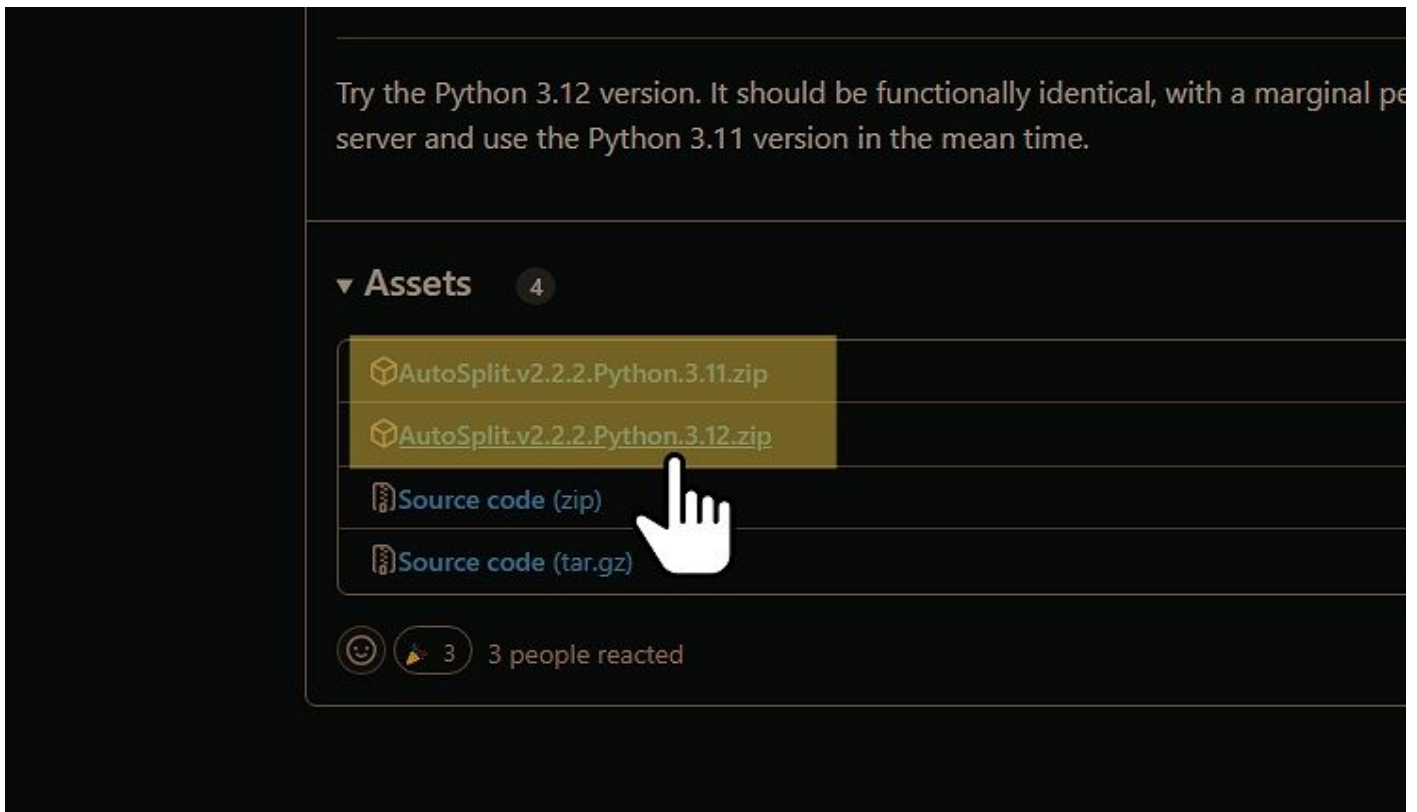 Try the Python 3.12 version. It should be functionally identical, with a marginal
server and use the Python 3.11 version in the mean time.
Assets 4
AutoSplit.v2.2.2.Python.3.11.zip
AutoSplit.v2.2.2.Python.3.12.zip
Source code (zip)
Source code (tar.gz)
3 3 people reacted